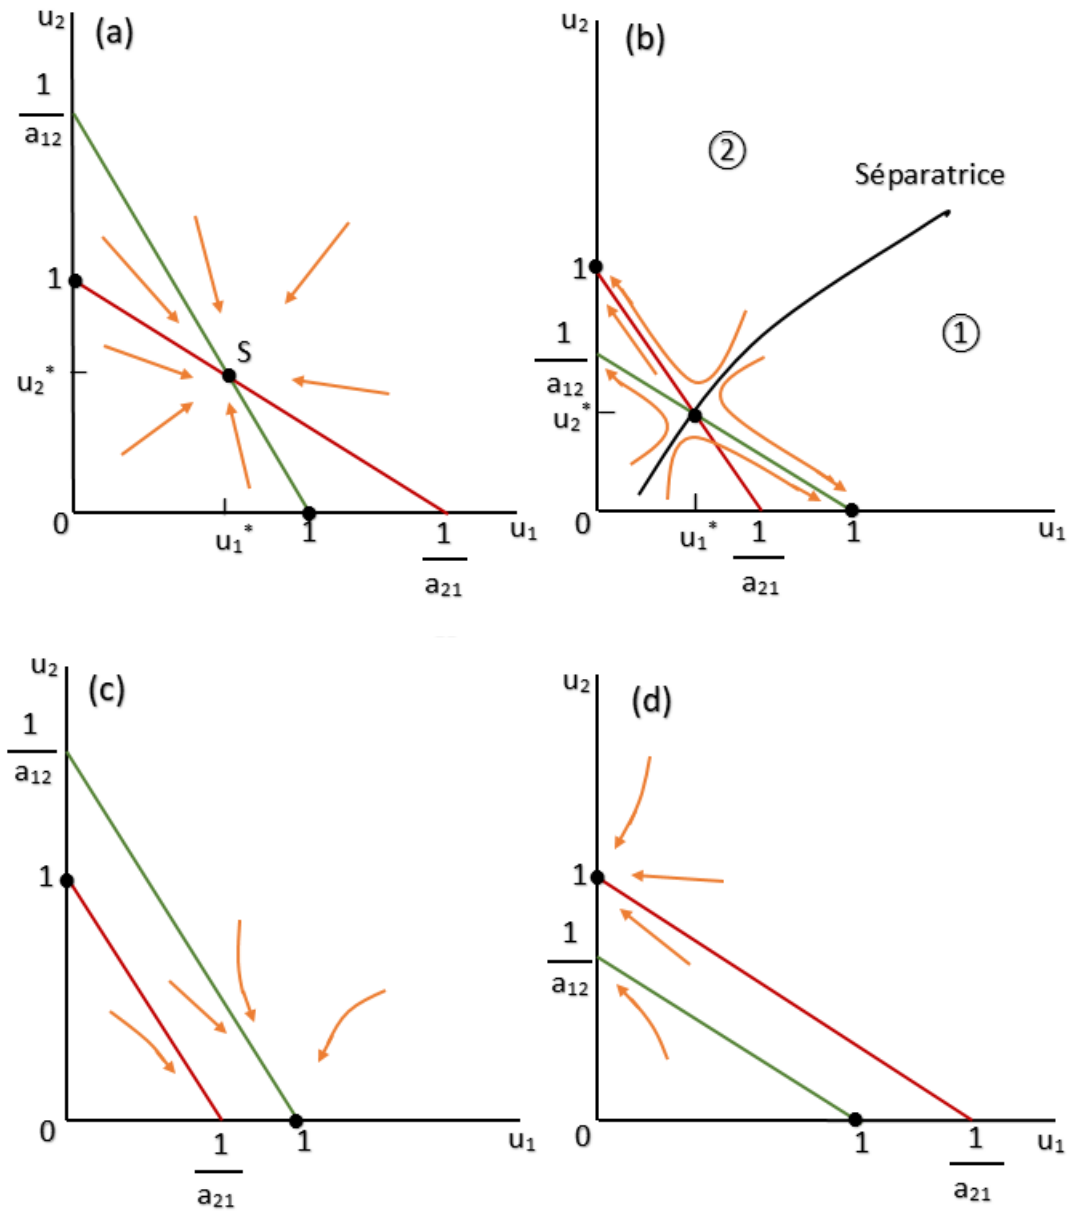 u₂
(a)
1
a₁₂
1
S
u₂*
0
u₁*
1
1
a₂₁
u₁
u₂
(b)
②
Séparatrice
①
1
1
a₁₂
u₂*
0
u₁*
1
a₂₁
1
u₁
u₂
(c)
1
a₁₂
1
0
1
a₂₁
1
u₁
u₂
(d)
1
1
a₁₂
0
1
1
a₂₁
u₁